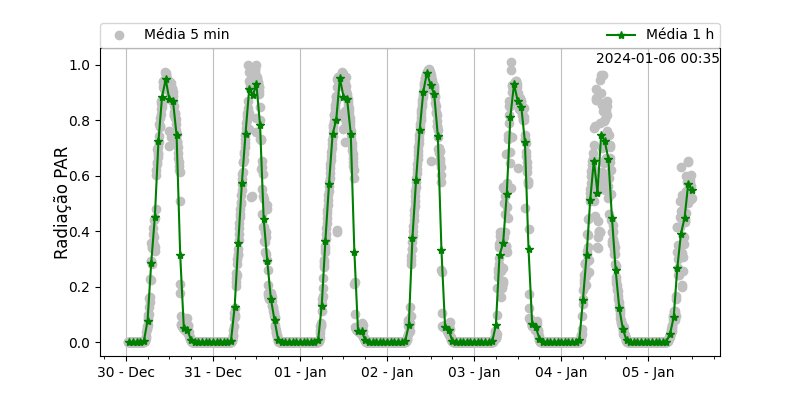 Média 5 min
Média 1 h
2024-01-06 00:35
Radiação PAR
1.0
0.8
0.6
0.4
0.2
0.0
30 - Dec
31 - Dec
01 - Jan
02 - Jan
03 - Jan
04 - Jan
05 - Jan